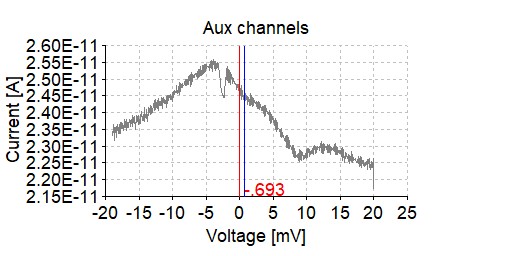 Aux channels
Current [A]
2.60E-11
2.55E-11
2.50E-11
2.45E-11
2.40E-11
2.35E-11
2.30E-11
2.25E-11
2.20E-11
2.15E-11
-.693
-20 -15 -10 -5 0 5 10 15 20 25
Voltage [mV]